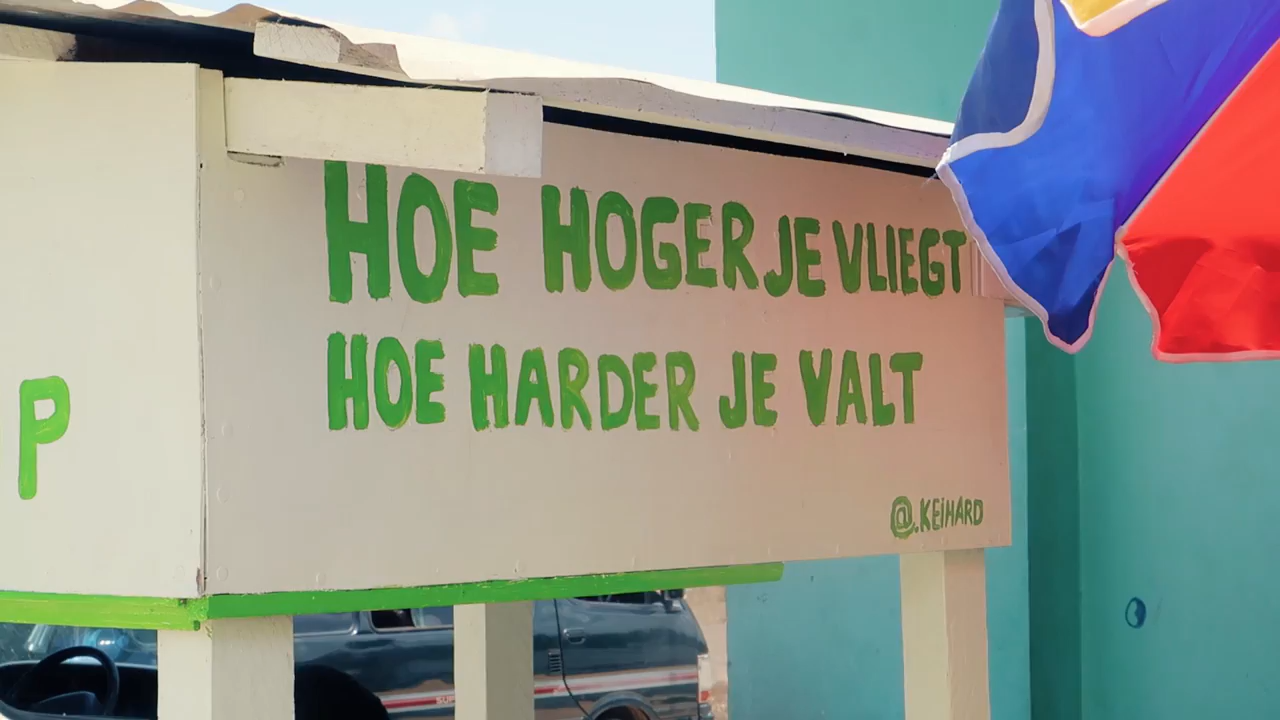 HOE HOGER JE VLIEGT
HOE HARDER JE VALT
@.KEIHARD
P